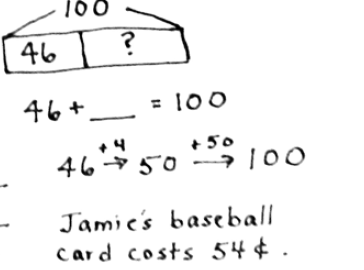 100
46 ?
46 + ___ = 100
46 +4→ 50 +50→ 100
Jamie's baseball
card costs 54¢.